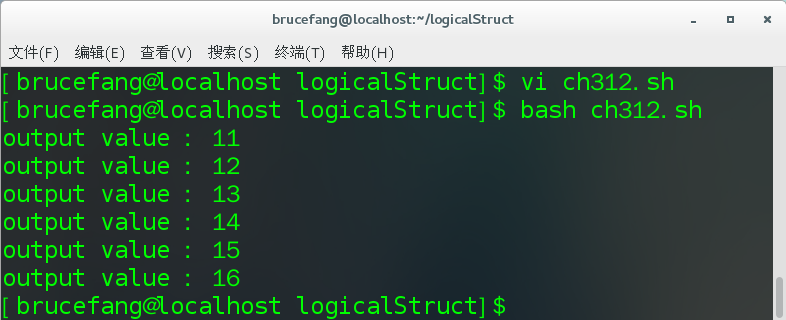 brucefang@localhost:~/logicalStruct
文件(F) 编辑(E) 查看(V) 搜索(S) 终端(T) 帮助(H)
[brucefang@localhost logicalStruct]$ vi ch312.sh
[brucefang@localhost logicalStruct]$ bash ch312.sh
output value : 11
output value : 12
output value : 13
output value : 14
output value : 15
output value : 16
[brucefang@localhost logicalStruct]$